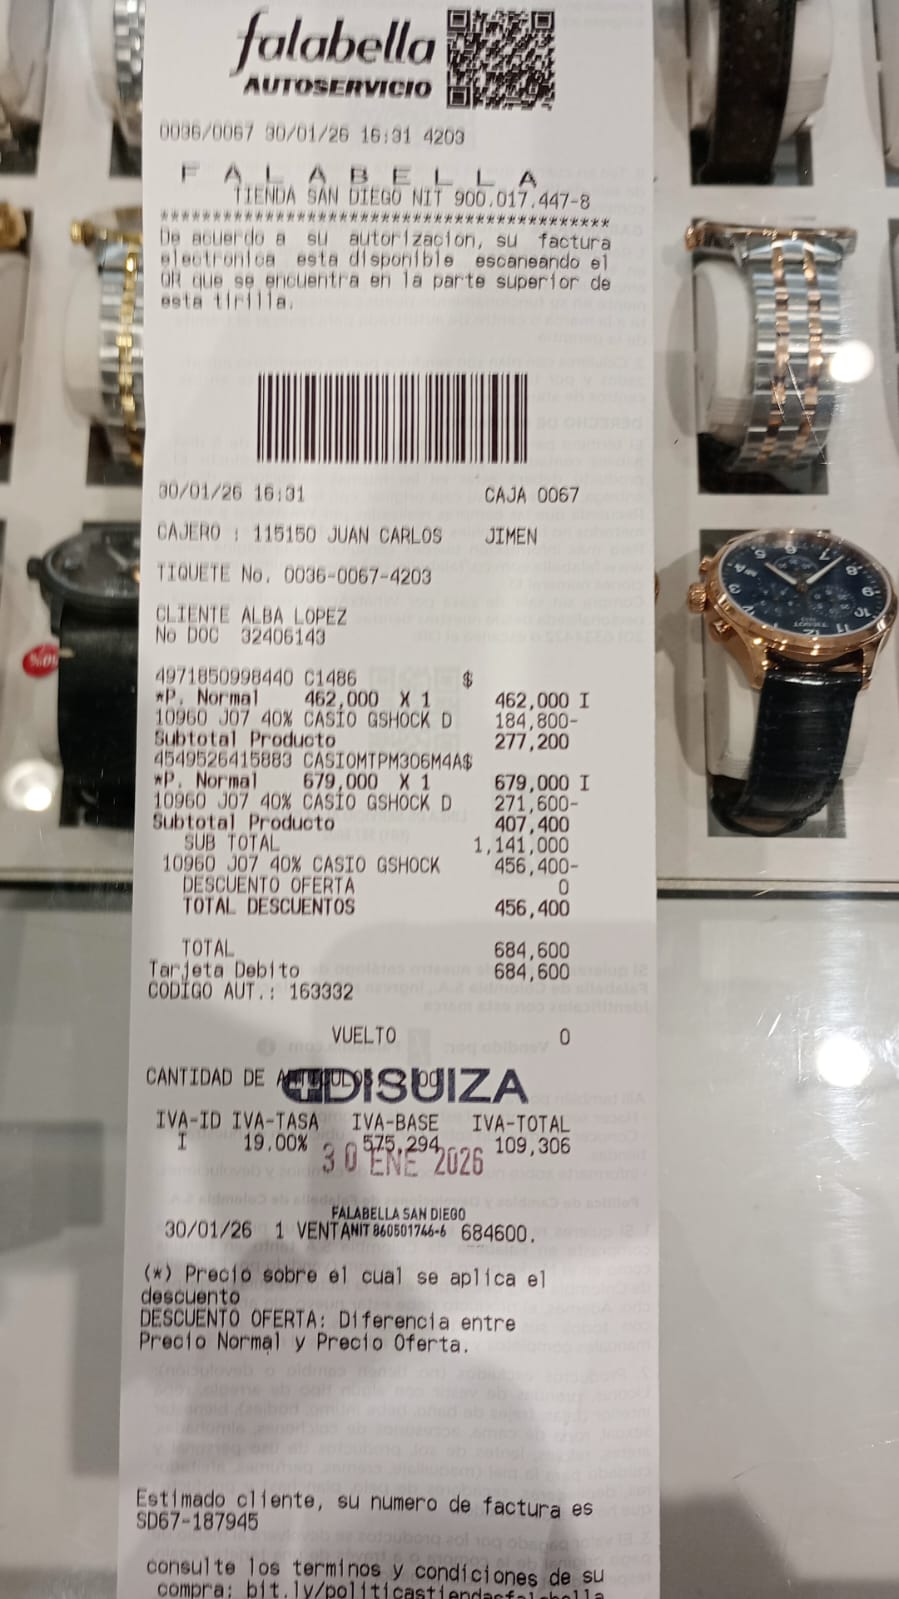 falabella
AUTOSERVICIO
0036/0067 30/01/26 16:31 4203
F A L A B E L L A
TIENDA SAN DIEGO NIT 900.017.447-8
*******************************************
De acuerdo a su autorizacion, su factura
electronica esta disponible escaneando el
QR que se encuentra en la parte superior de
esta tirilla.
30/01/26 16:31 CAJA 0067
CAJERO : 115150 JUAN CARLOS JIMEN
TIQUETE No. 0036-0067-4203
CLIENTE ALBA LOPEZ
No DOC 32406143
4971850998440 C1486 $
*P. Normal 462,000 X 1 462,000 I
10960 J07 40% CASIO GSHOCK D 184,800-
Subtotal Producto 277,200
4549526415883 CASIOMTPM306M4A$
*P. Normal 679,000 X 1 679,000 I
10960 J07 40% CASIO GSHOCK D 271,600-
Subtotal Producto 407,400
SUB TOTAL 1,141,000
10960 J07 40% CASIO GSHOCK 456,400-
DESCUENTO OFERTA 0
TOTAL DESCUENTOS 456,400
TOTAL 684,600
Tarjeta Debito 684,600
CODIGO AUT.: 163332
VUELTO 0
CANTIDAD DE
DISUIZA
IVA-ID IVA-TASA IVA-BASE IVA-TOTAL
I 19.00% 575,294 109,306
30 ENE 2026
FALABELLA SAN DIEGO
30/01/26 1 VENTA NIT 860501746-6 684600.
(*) Precio sobre el cual se aplica el
descuento
DESCUENTO OFERTA: Diferencia entre
Precio Normal y Precio Oferta.
Estimado cliente, su numero de factura es
SD67-187945
consulte los terminos y condiciones de su
compra: bit.ly/politicastiendasfalabella
TISSOT